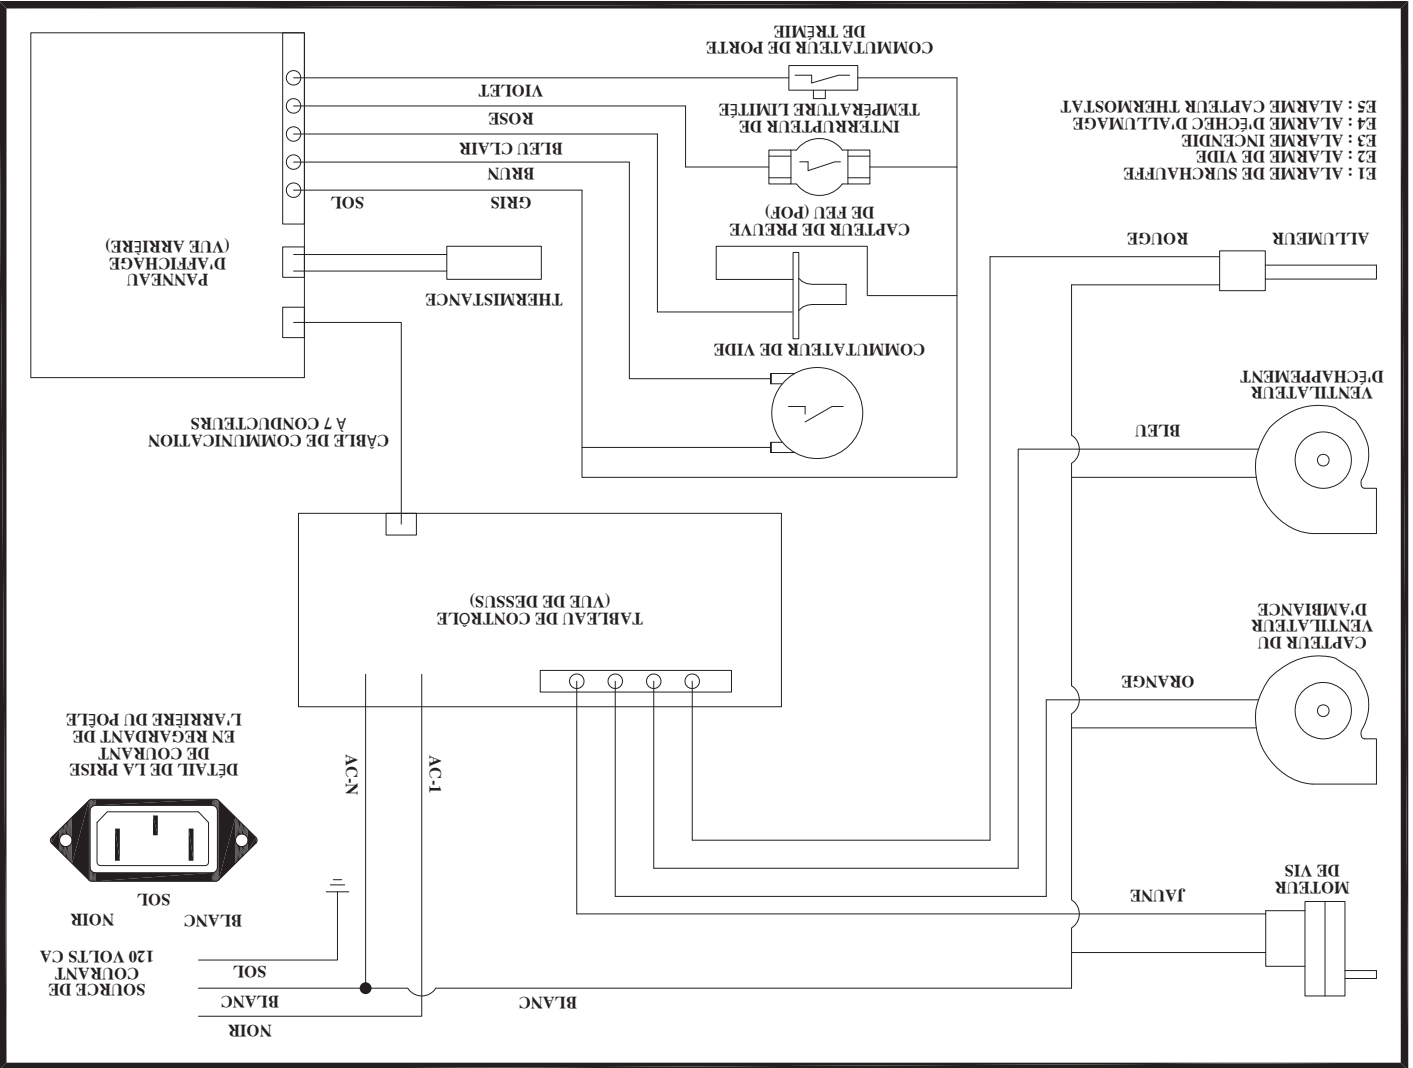 NOIR
BLANC
BLANC
SOL
SOURCE DE
COURANT
120 VOLTS CA
BLANC
NOIR
SOL
DÉTAIL DE LA PRISE
DE COURANT
EN REGARDANT DE
L'ARRIÈRE DU POÊLE
AC-1
AC-N
MOTEUR
DE VIS
JAUNE
CAPTEUR DU
VENTILATEUR
D'AMBIANCE
ORANGE
VENTILATEUR
D'ÉCHAPPEMENT
BLEU
ALLUMEUR
ROUGE
TABLEAU DE CONTRÔLE
(VUE DE DESSUS)
CÂBLE DE COMMUNICATION
À 7 CONDUCTEURS
COMMUTATEUR DE VIDE
THERMISTANCE
PANNEAU
D'AFFICHAGE
(VUE ARRIÈRE)
CAPTEUR DE PREUVE
DE FEU (POF)
GRIS
SOL
BRUN
BLEU CLAIR
ROSE
VIOLET
INTERRUPTEUR DE
TEMPÉRATURE LIMITÉE
COMMUTATEUR DE PORTE
DE TRÉMIE
E1 : ALARME DE SURCHAUFFE
E2 : ALARME DE VIDE
E3 : ALARME INCENDIE
E4 : ALARME D'ÉCHEC D'ALLUMAGE
E5 : ALARME CAPTEUR THERMOSTAT